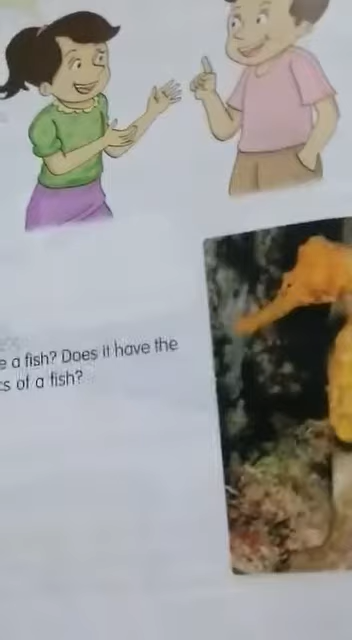 a fish? Does it have the
of a fish?